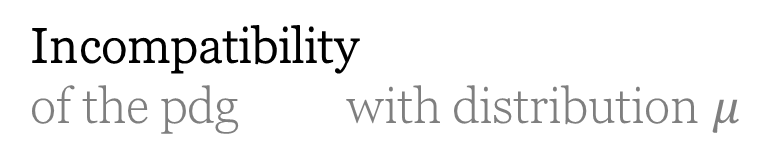 Incompatibility
of the pdg with distribution μ